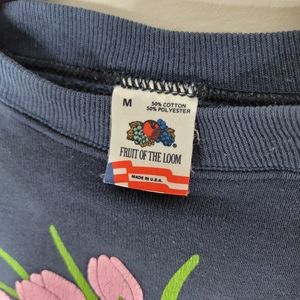 M
50% COTTON
50% POLYESTER
FRUIT OF THE LOOM
MADE IN U.S.A.